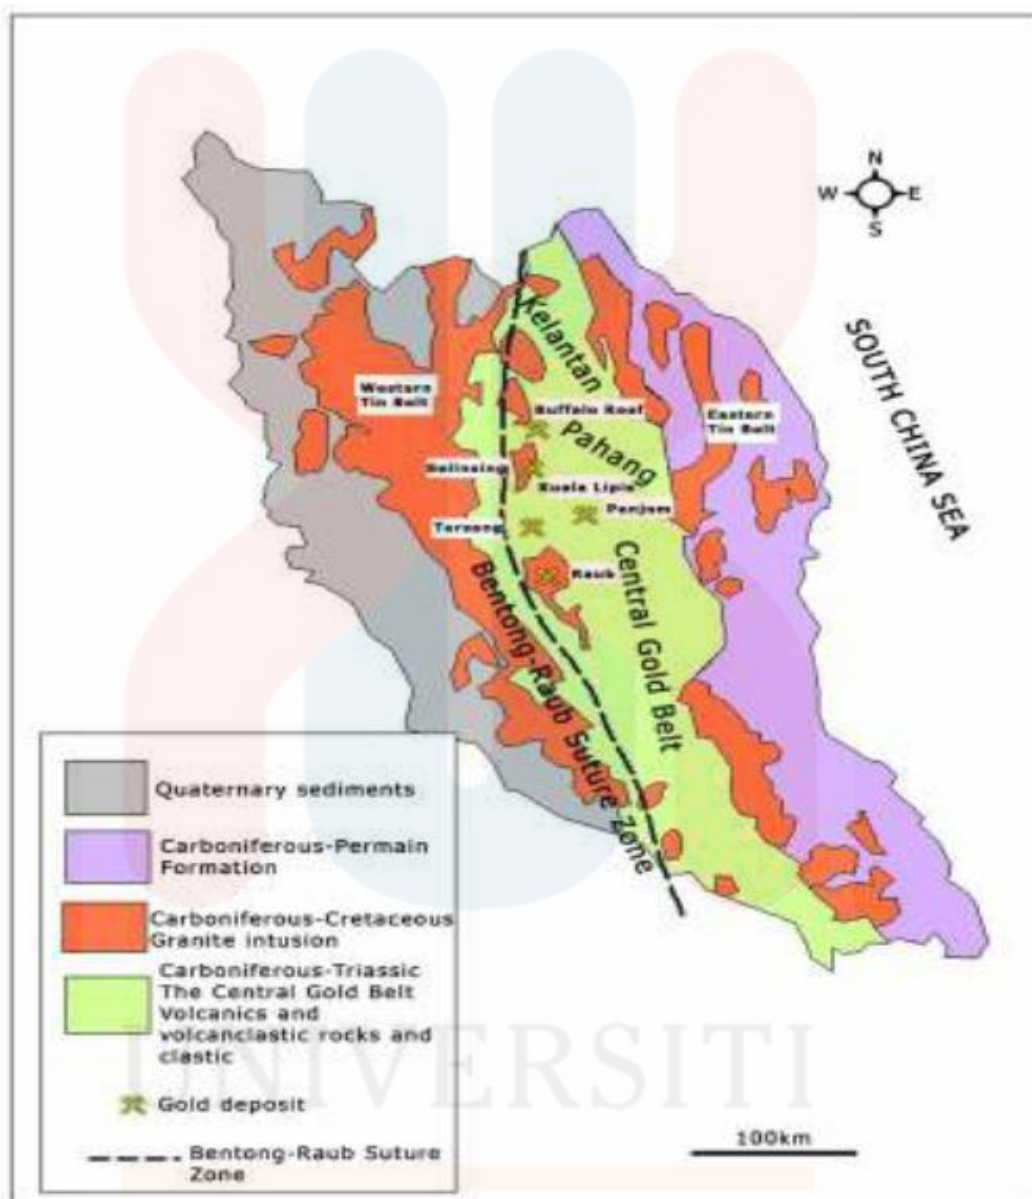 N
W E
S
SOUTH CHINA SEA
Kelantan
Western
Tin Belt
Buffalo Reef
Eastern
Tin Belt
Pahang
Kuala Lipis
Penjom
Raub
Central Gold Belt
Bentong-Raub Suture zone
Quaternary sediments
Carboniferous-Permain
Formation
Carboniferous-Cretaceous
Granite intusion
Carboniferous-Triassic
The Central Gold Belt
Volcanics and
volcanclastic rocks and
clastic
Gold deposit
Bentong-Raub Suture
Zone
100km
UNIVERSITI